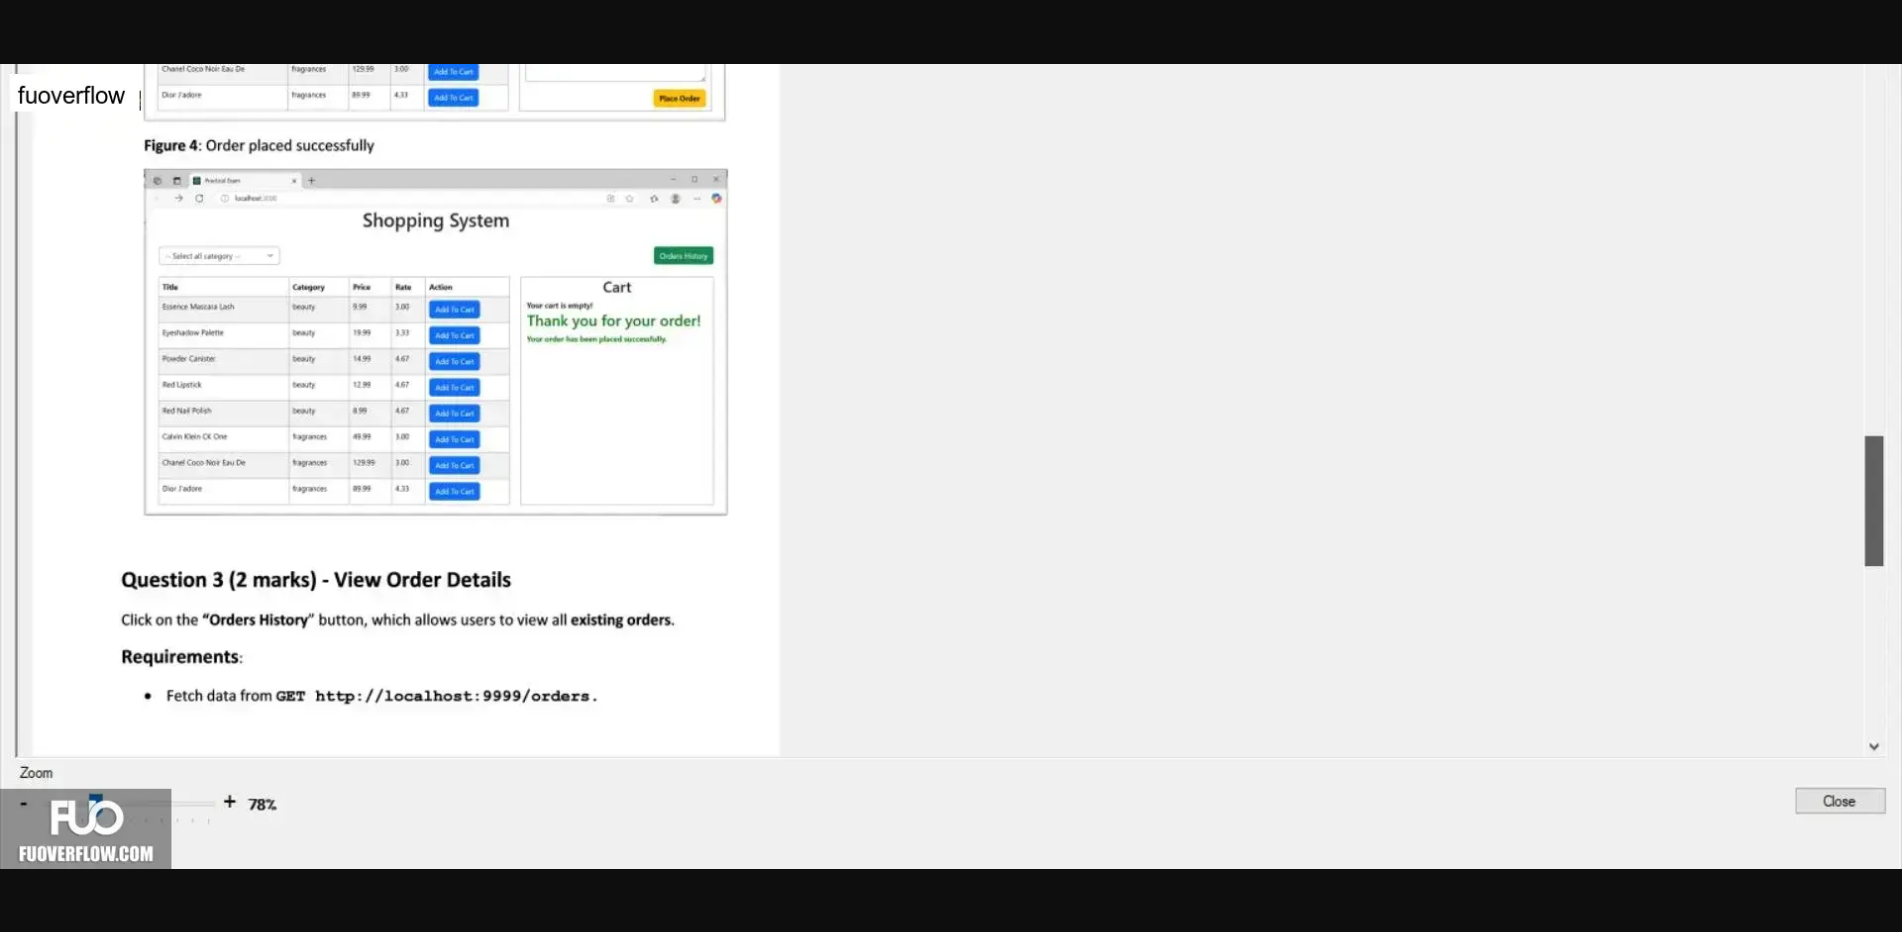 Chanel Coco Noir Eau De fragrances 129.99 3.00 Add To Cart
fuoverflow
Dior J'adore fragrances 89.99 4.33 Add To Cart
Place Order
Figure 4: Order placed successfully
Practical Exam
localhost:3000
Shopping System
-- Select all category --
Orders History
Title Category Price Rate Action
Cart
Essence Mascara Lash beauty 9.99 3.00 Add To Cart
Your cart is empty!
Thank you for your order!
Eyeshadow Palette beauty 19.99 3.33 Add To Cart
Your order has been placed successfully.
Powder Canister beauty 14.99 4.67 Add To Cart
Red Lipstick beauty 12.99 4.67 Add To Cart
Red Nail Polish beauty 8.99 4.67 Add To Cart
Calvin Klein CK One fragrances 49.99 3.00 Add To Cart
Chanel Coco Noir Eau De fragrances 129.99 3.00 Add To Cart
Dior J'adore fragrances 89.99 4.33 Add To Cart
Question 3 (2 marks) - View Order Details
Click on the “Orders History” button, which allows users to view all existing orders.
Requirements:
• Fetch data from GET http://localhost:9999/orders.
Zoom
- + 78%
Close
FUO
FUOVERFLOW.COM